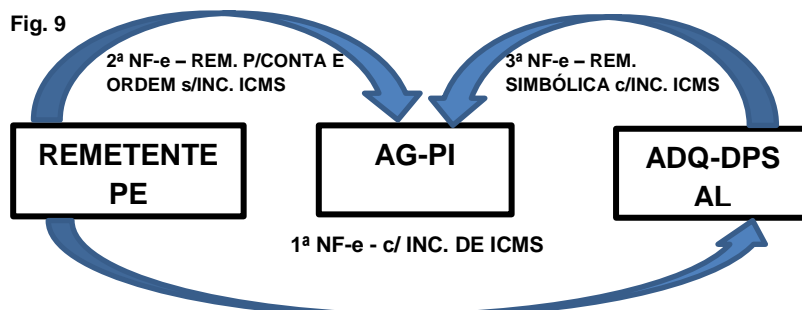 Fig. 9
2ª NF-e – REM. P/CONTA E
ORDEM s/INC. ICMS
3ª NF-e – REM.
SIMBÓLICA c/INC. ICMS
REMETENTE
PE
AG-PI
ADQ-DPS
AL
1ª NF-e - c/ INC. DE ICMS